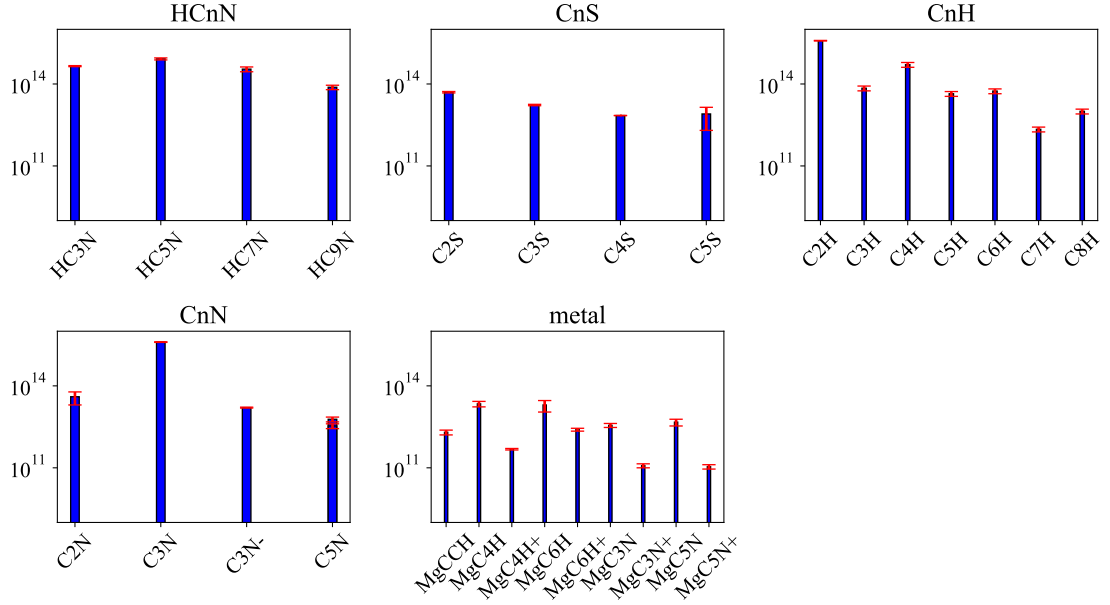 HCnN
10^14
10^11
HC3N
HC5N
HC7N
HC9N
CnS
10^14
10^11
C2S
C3S
C4S
C5S
CnH
10^14
10^11
C2H
C3H
C4H
C5H
C6H
C7H
C8H
CnN
10^14
10^11
C2N
C3N
C3N-
C5N
metal
10^14
10^11
MgCCH
MgC4H
MgC4H+
MgC6H
MgC6H+
MgC3N
MgC3N+
MgC5N
MgC5N+